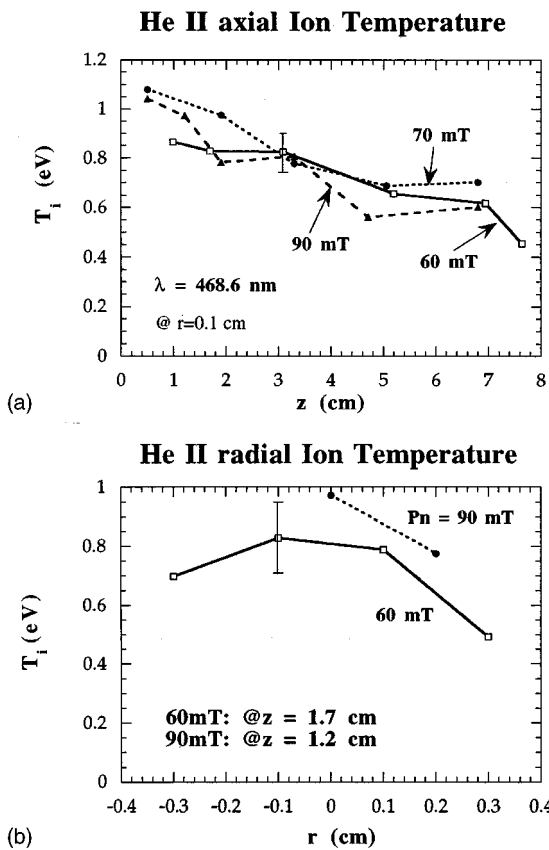 He II axial Ion Temperature
1.2
1
0.8
0.6
0.4
0.2
0
T_i (eV)
70 mT
90 mT
60 mT
λ = 468.6 nm
@ r=0.1 cm
0 1 2 3 4 5 6 7 8
z (cm)
(a)
He II radial Ion Temperature
1
0.8
0.6
0.4
0.2
0
T_i (eV)
Pn = 90 mT
60 mT
60mT: @z = 1.7 cm
90mT: @z = 1.2 cm
-0.4 -0.3 -0.2 -0.1 0 0.1 0.2 0.3 0.4
r (cm)
(b)